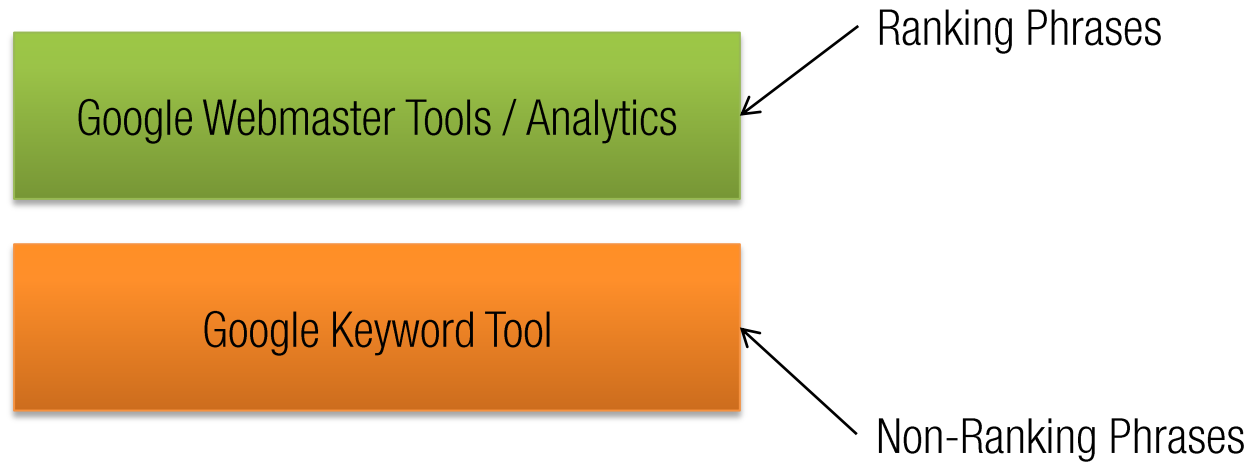 Ranking Phrases
Google Webmaster Tools / Analytics
Google Keyword Tool
Non-Ranking Phrases